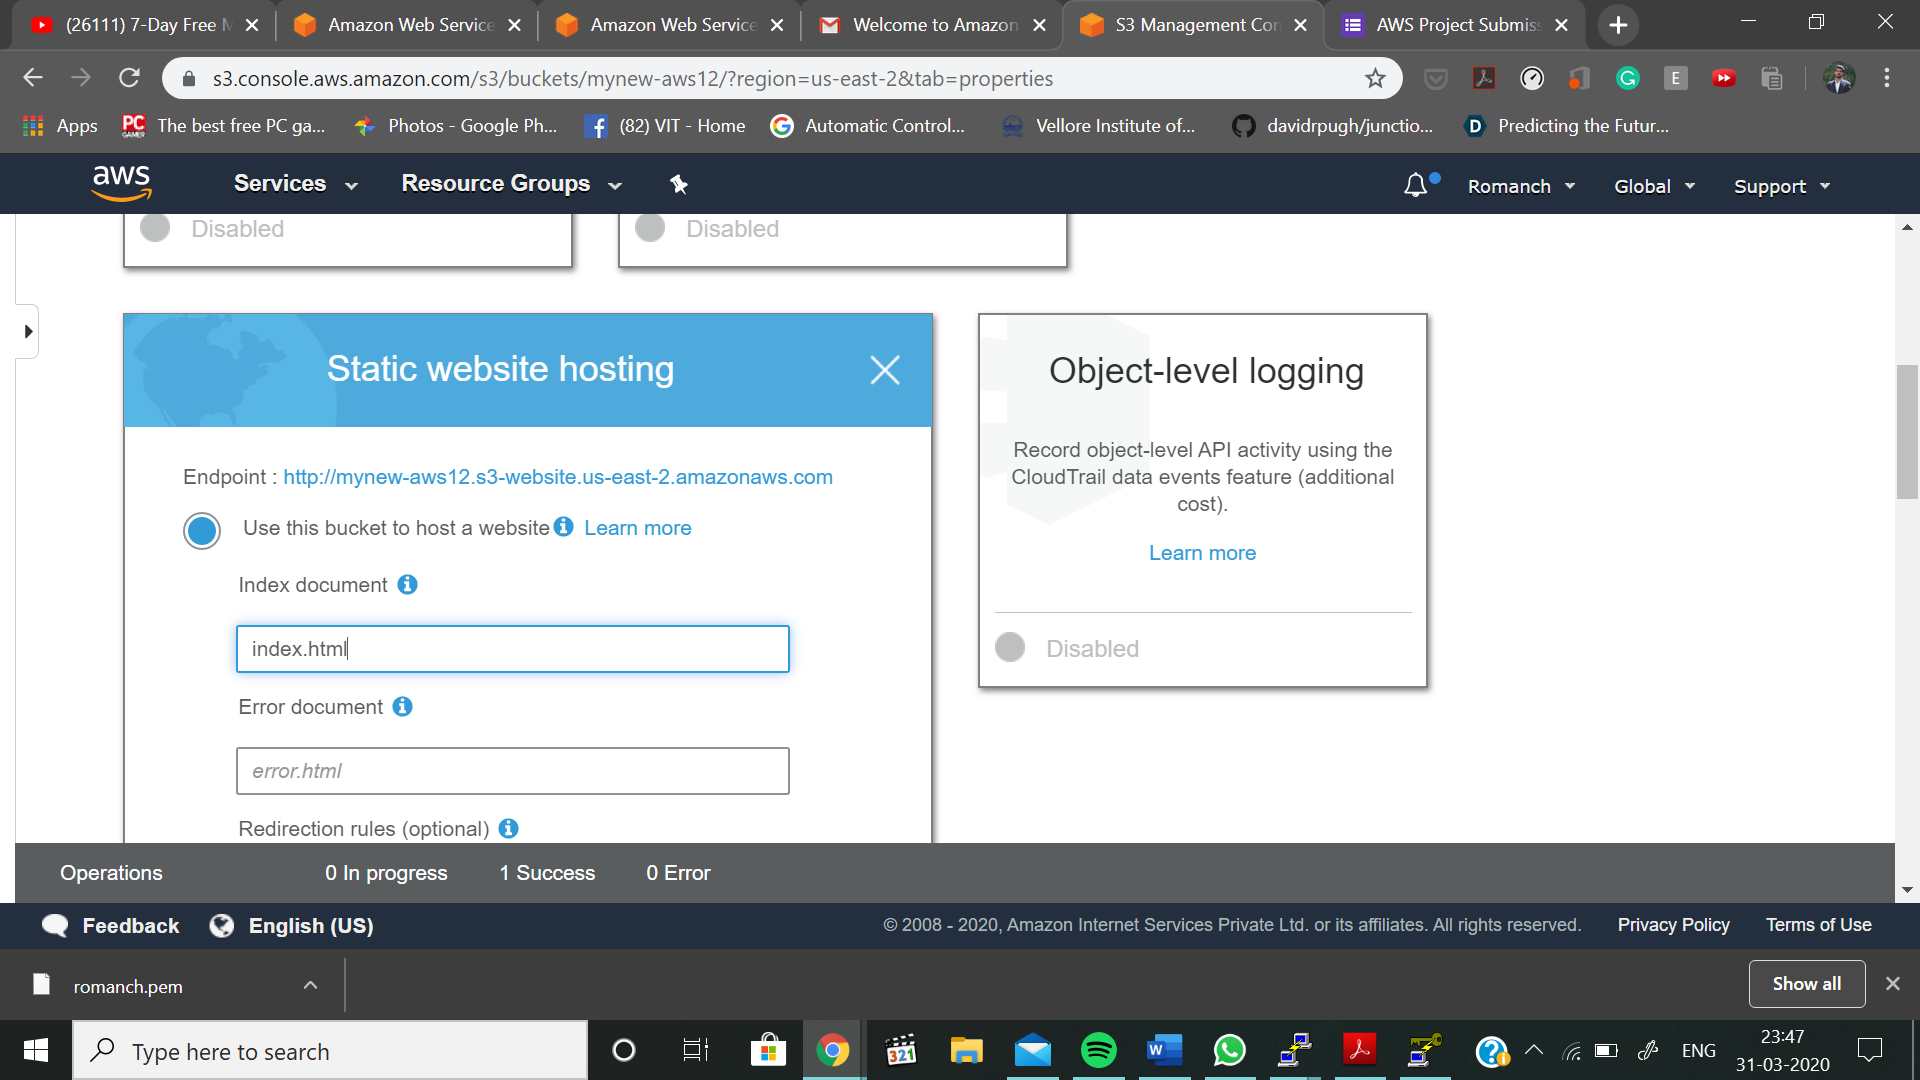 (26111) 7-Day Free M
Amazon Web Service
Amazon Web Service
Welcome to Amazon
S3 Management Con
AWS Project Submiss
s3.console.aws.amazon.com/s3/buckets/mynew-aws12/?region=us-east-2&tab=properties
Apps
PC GAMER
The best free PC ga...
Photos - Google Ph...
(82) VIT - Home
Automatic Control...
Vellore Institute of...
davidrpugh/junctio...
Predicting the Futur...
aws
Services
Resource Groups
Romanch
Global
Support
Disabled
Disabled
Static website hosting
Endpoint : http://mynew-aws12.s3-website.us-east-2.amazonaws.com
Use this bucket to host a website Learn more
Index document
index.html
Error document
error.html
Redirection rules (optional)
Object-level logging
Record object-level API activity using the
CloudTrail data events feature (additional
cost).
Learn more
Disabled
Operations
0 In progress
1 Success
0 Error
Feedback
English (US)
© 2008 - 2020, Amazon Internet Services Private Ltd. or its affiliates. All rights reserved.
Privacy Policy
Terms of Use
romanch.pem
Show all
Type here to search
321
ENG
23:47
31-03-2020